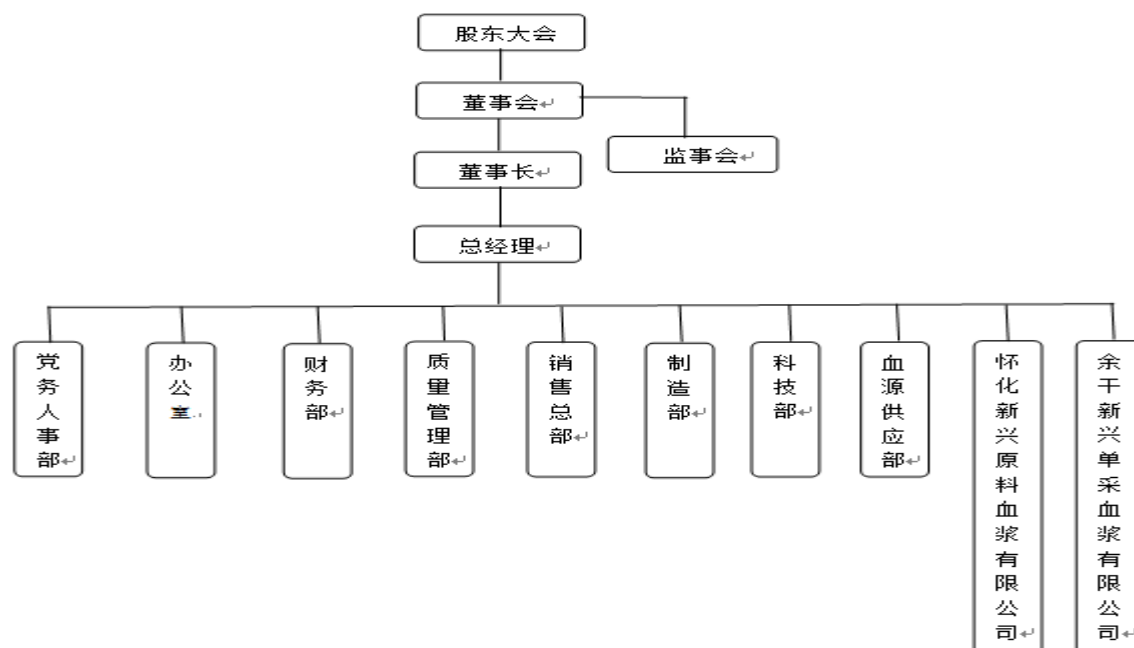 股东大会
董事会
监事会
董事长
总经理
党务人事部
办公室
财务部
质量管理部
销售总部
制造部
科技部
血源供应部
怀化新兴原料血浆有限公司
余干新兴单采血浆有限公司